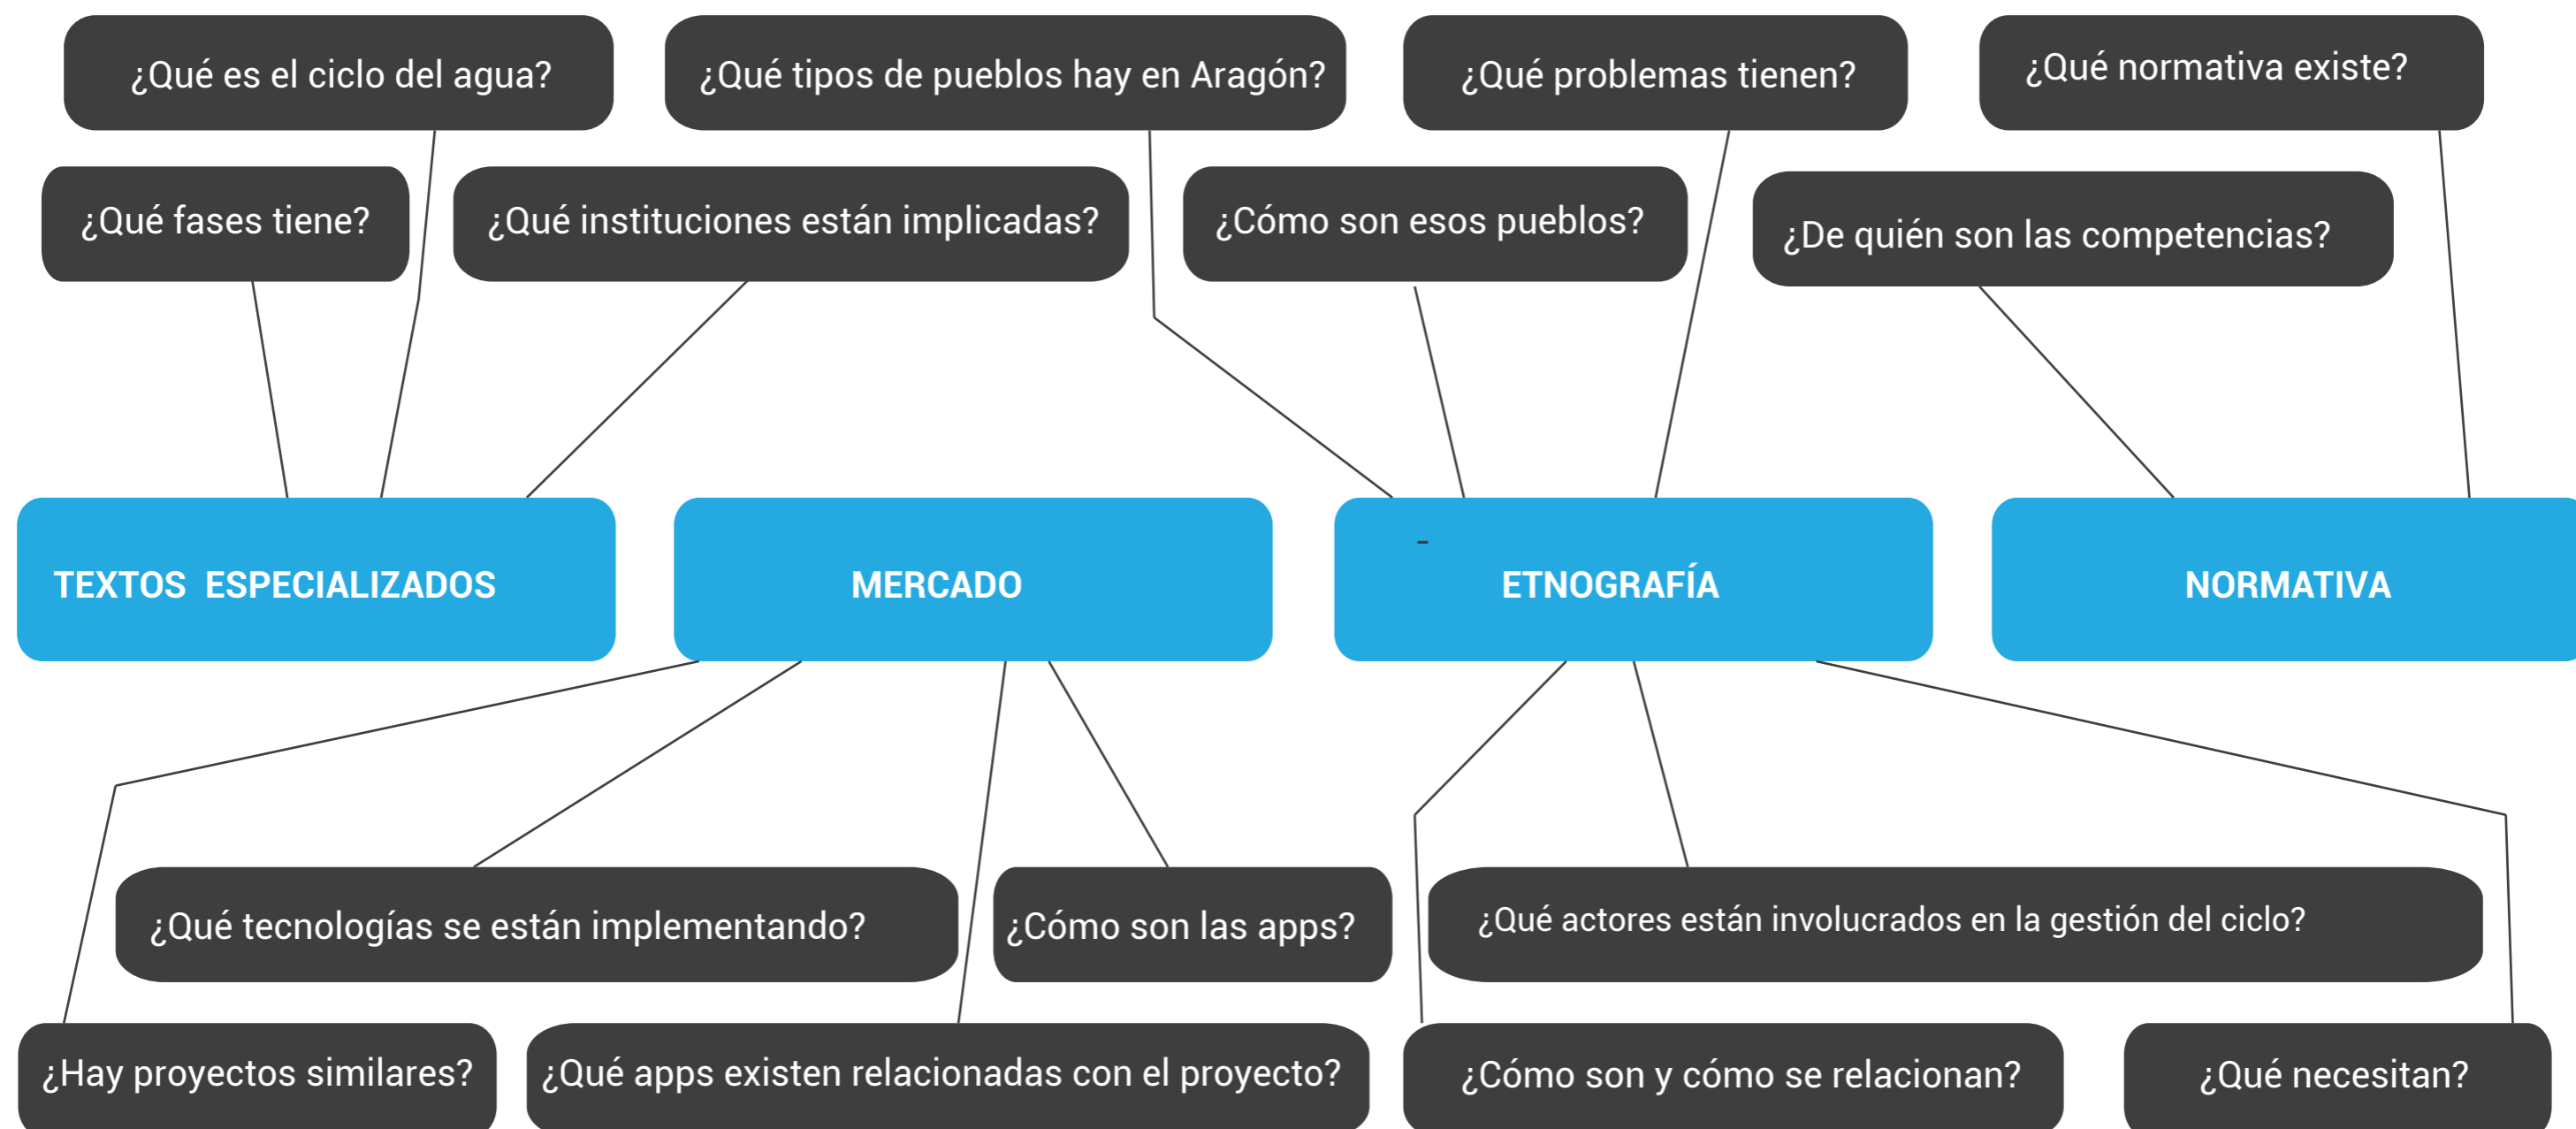 ¿Qué es el ciclo del agua?
¿Qué tipos de pueblos hay en Aragón?
¿Qué problemas tienen?
¿Qué normativa existe?
¿Qué fases tiene?
¿Qué instituciones están implicadas?
¿Cómo son esos pueblos?
¿De quién son las competencias?
-
TEXTOS ESPECIALIZADOS
MERCADO
ETNOGRAFÍA
NORMATIVA
¿Qué tecnologías se están implementando?
¿Cómo son las apps?
¿Qué actores están involucrados en la gestión del ciclo?
¿Hay proyectos similares?
¿Qué apps existen relacionadas con el proyecto?
¿Cómo son y cómo se relacionan?
¿Qué necesitan?